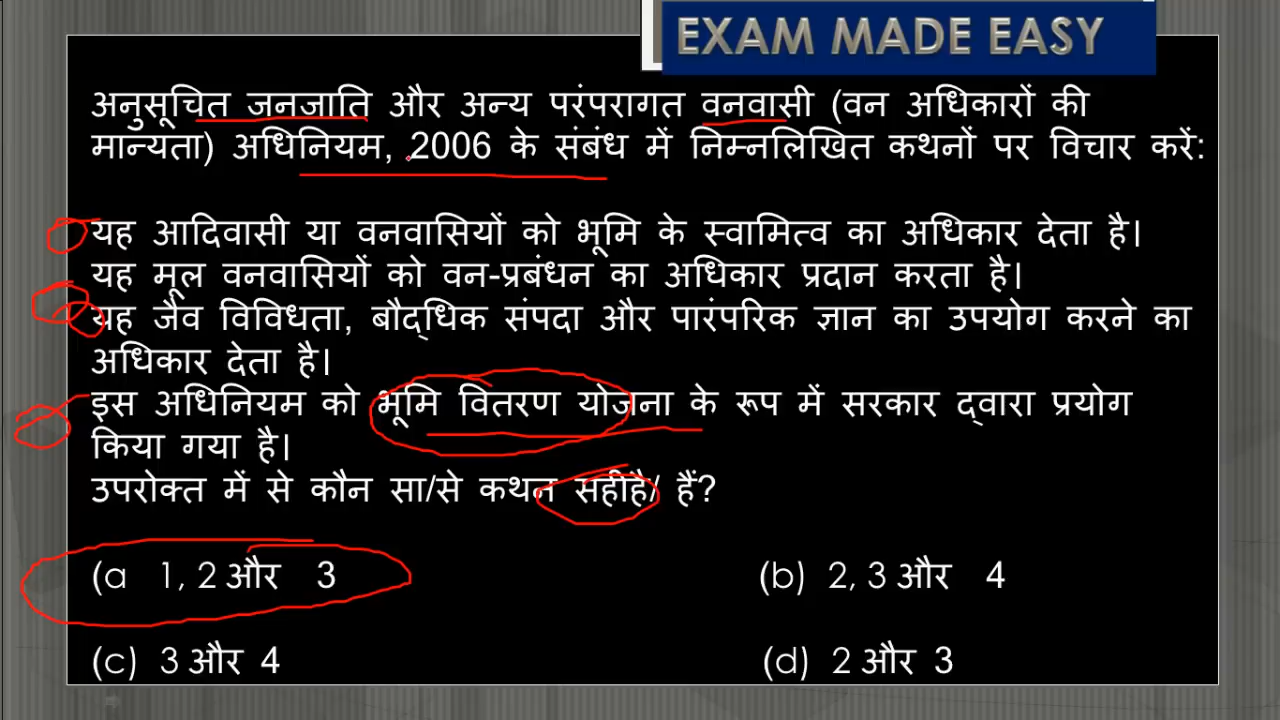 EXAM MADE EASY
अनुसूचित जनजाति और अन्य परंपरागत वनवासी (वन अधिकारों की
मान्यता) अधिनियम, 2006 के संबंध में निम्नलिखित कथनों पर विचार करें:
यह आदिवासी या वनवासियों को भूमि के स्वामित्व का अधिकार देता है।
यह मूल वनवासियों को वन-प्रबंधन का अधिकार प्रदान करता है।
यह जैव विविधता, बौद्धिक संपदा और पारंपरिक ज्ञान का उपयोग करने का
अधिकार देता है।
इस अधिनियम को भूमि वितरण योजना के रूप में सरकार द्वारा प्रयोग
किया गया है।
उपरोक्त में से कौन सा/से कथन सहीहै/ हैं?
(a 1, 2 और 3 (b) 2, 3 और 4
(c) 3 और 4 (d) 2 और 3